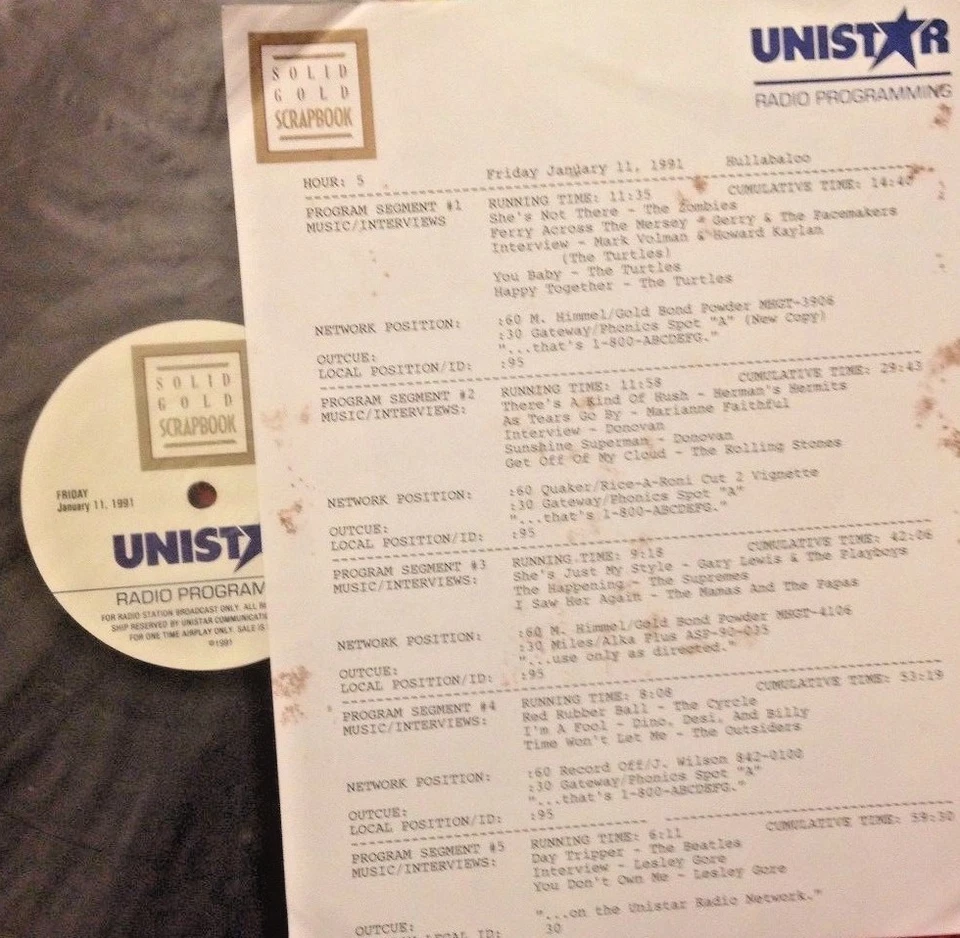 SOLID
GOLD
SCRAPBOOK
UNISTAR
RADIO PROGRAMMING
HOUR: 5 Friday January 11, 1991 Hullabaloo
PROGRAM SEGMENT #1 RUNNING TIME: 11:35 CUMULATIVE TIME: 14:40
MUSIC/INTERVIEWS She's Not There - The Zombies
Ferry Across The Mersey - Gerry & The Pacemakers
Interview - Mark Volman & Howard Kaylan
(The Turtles)
You Baby - The Turtles
Happy Together - The Turtles
NETWORK POSITION: :60 M. Himmel/Gold Bond Powder MHGT-3906
:30 Gateway/Phonics Spot "A" (New Copy)
OUTCUE: "...that's 1-800-ABCDEFG."
LOCAL POSITION/ID: :95
PROGRAM SEGMENT #2 RUNNING TIME: 11:58 CUMULATIVE TIME: 29:43
MUSIC/INTERVIEWS: There's A Kind Of Hush - Herman's Hermits
As Tears Go By - Marianne Faithful
Interview - Donovan
Sunshine Superman - Donovan
Get Off Of My Cloud - The Rolling Stones
NETWORK POSITION: :60 Quaker/Rice-A-Roni Cut 2 Vignette
:30 Gateway/Phonics Spot "A"
OUTCUE: "...that's 1-800-ABCDEFG."
LOCAL POSITION/ID: :95
PROGRAM SEGMENT #3 RUNNING TIME: 9:18 CUMULATIVE TIME: 42:06
MUSIC/INTERVIEWS: She's Just My Style - Gary Lewis & The Playboys
The Happening - The Supremes
I Saw Her Again - The Mamas And The Papas
NETWORK POSITION: :60 M. Himmel/Gold Bond Powder MHGT-4106
:30 Miles/Alka Plus ASP-90-035
OUTCUE: "...use only as directed."
LOCAL POSITION/ID: :95
PROGRAM SEGMENT #4 RUNNING TIME: 8:08 CUMULATIVE TIME: 53:19
MUSIC/INTERVIEWS: Red Rubber Ball - The Cyrcle
I'm A Fool - Dino, Desi, And Billy
Time Won't Let Me - The Outsiders
NETWORK POSITION: :60 Record Off/J. Wilson 842-0100
:30 Gateway/Phonics Spot "A"
OUTCUE: "...that's 1-800-ABCDEFG."
LOCAL POSITION/ID: :95
PROGRAM SEGMENT #5 RUNNING TIME: 6:11 CUMULATIVE TIME: 59:30
MUSIC/INTERVIEWS: Day Tripper - The Beatles
Interview - Lesley Gore
You Don't Own Me - Lesley Gore
OUTCUE: "...on the Unistar Radio Network."
LOCAL ID: 30
SOLID
GOLD
SCRAPBOOK
FRIDAY
January 11, 1991
UNIST
RADIO PROGRAM
FOR RADIO STATION BROADCAST ONLY. ALL
SHIP RESERVED BY UNISTAR COMMUNICATI
FOR ONE TIME AIRPLAY ONLY. SALE IS
℗1991